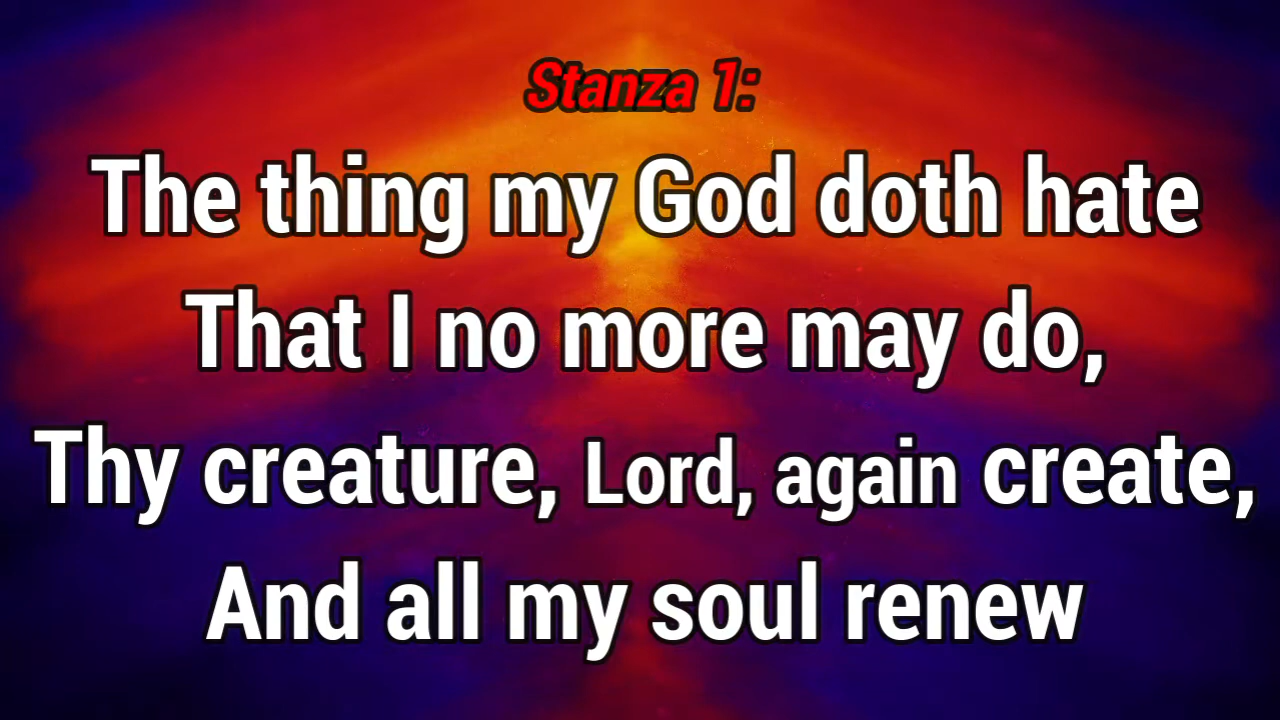 Stanza 1:
The thing my God doth hate
That I no more may do,
Thy creature, Lord, again create,
And all my soul renew